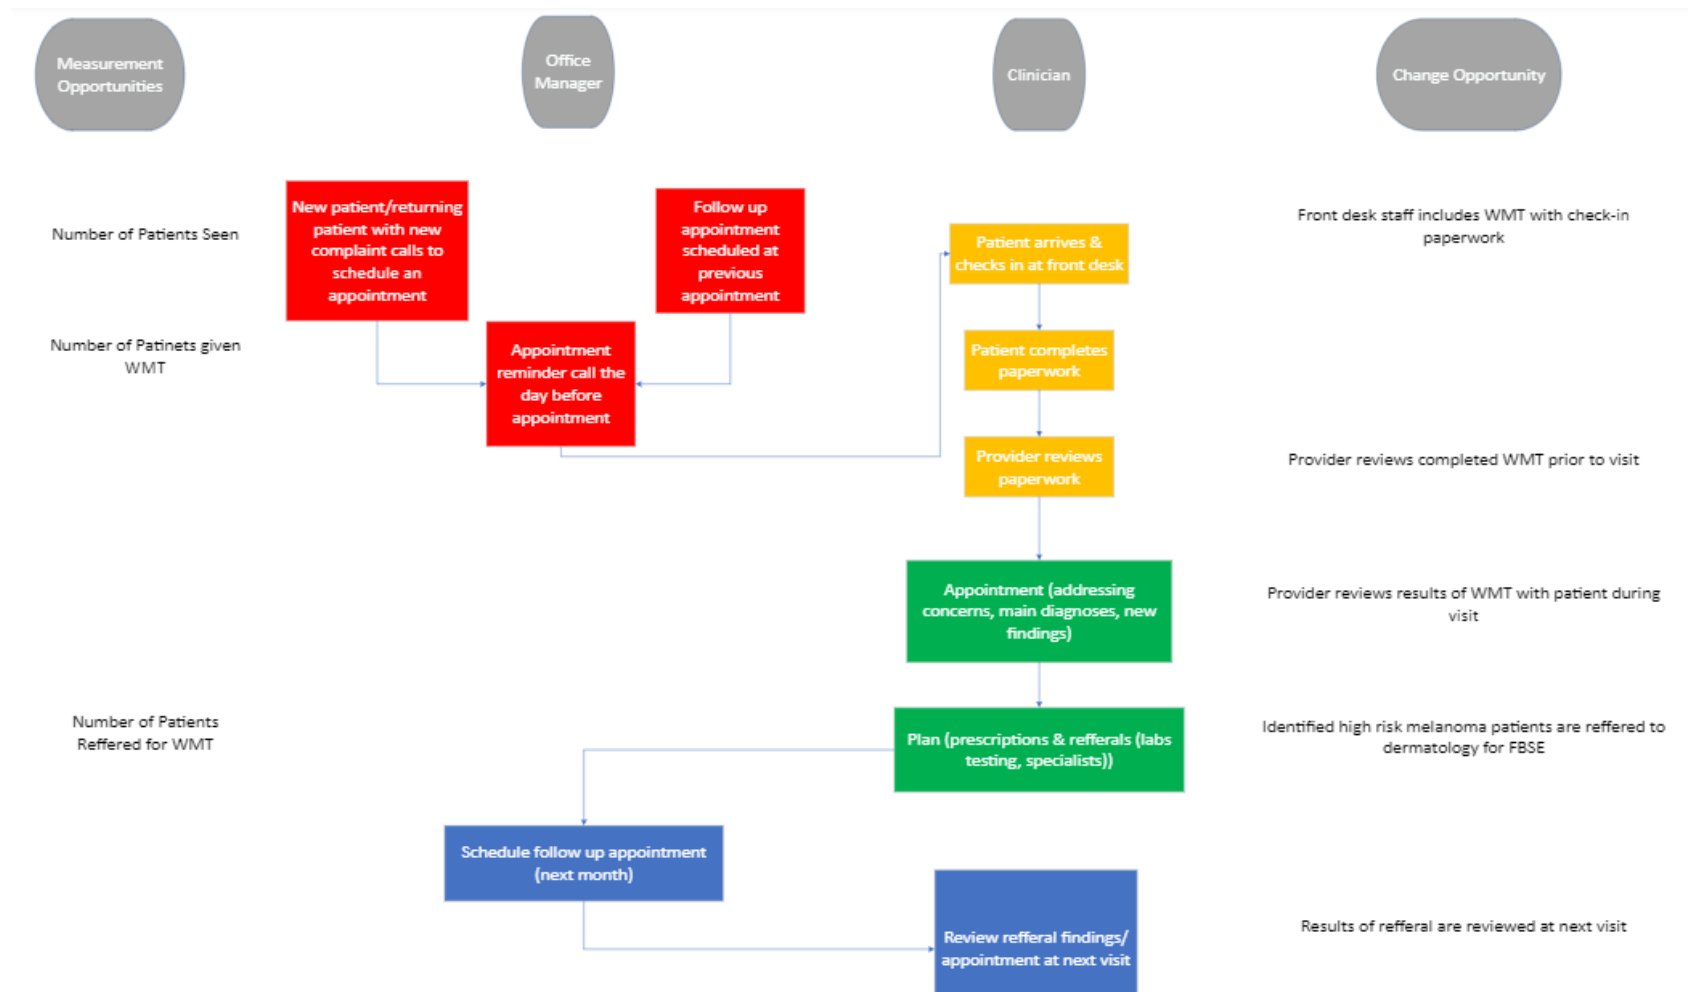 Measurement
Opportunities
Office
Manager
Clinician
Change Opportunity
Number of Patients Seen
New patient/returning
patient with new
complaint calls to
schedule an
appointment
Follow up
appointment
scheduled at
previous
appointment
Patient arrives &
checks in at front desk
Front desk staff includes WMT with check-in
paperwork
Number of Patinets given
WMT
Appointment
reminder call the
day before
appointment
Patient completes
paperwork
Provider reviews
paperwork
Provider reviews completed WMT prior to visit
Appointment (addressing
concerns, main diagnoses, new
findings)
Provider reviews results of WMT with patient during
visit
Number of Patients
Reffered for WMT
Plan (prescriptions & refferals (labs
testing, specialists))
Identified high risk melanoma patients are reffered to
dermatology for FBSE
Schedule follow up appointment
(next month)
Review refferal findings/
appointment at next visit
Results of refferal are reviewed at next visit